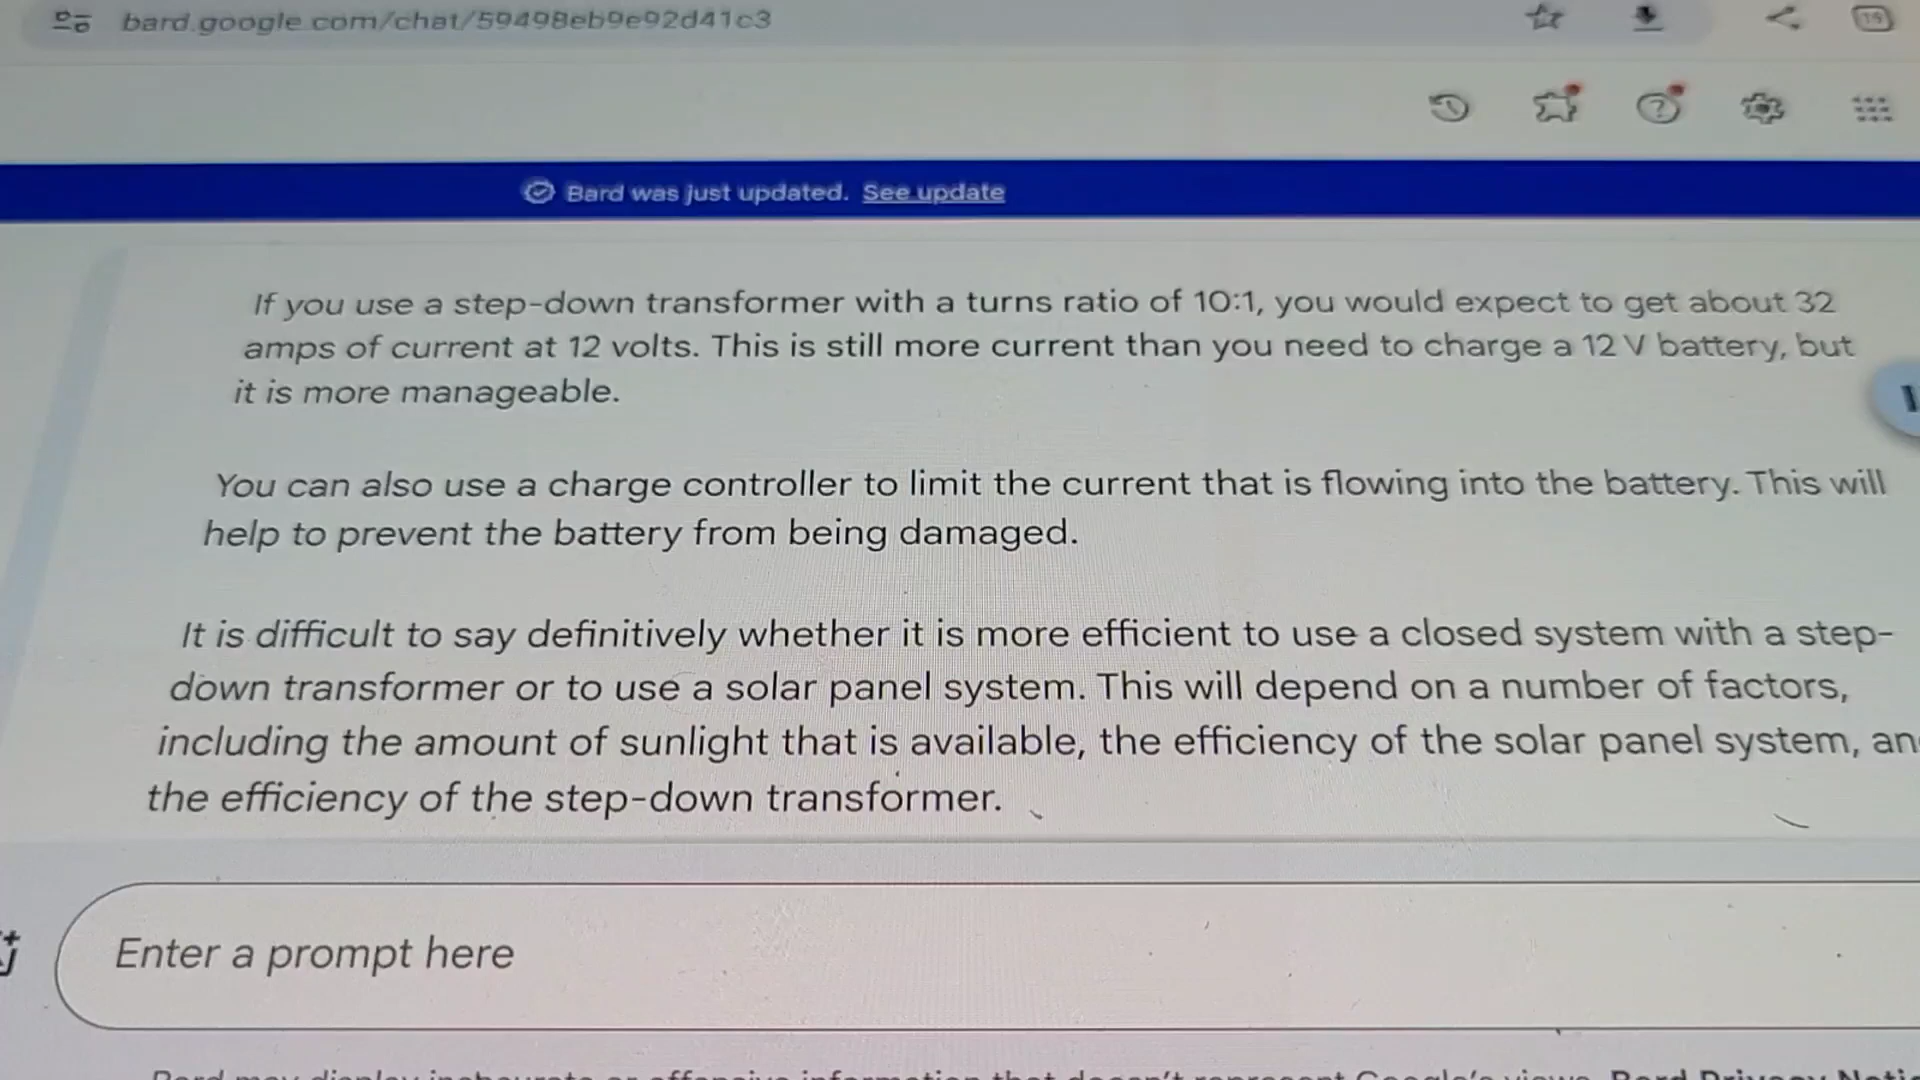 bard.google.com/chat/59498eb9e92d41c3
Bard was just updated. See update
If you use a step-down transformer with a turns ratio of 10:1, you would expect to get about 32
amps of current at 12 volts. This is still more current than you need to charge a 12 V battery, but
it is more manageable.
You can also use a charge controller to limit the current that is flowing into the battery. This will
help to prevent the battery from being damaged.
It is difficult to say definitively whether it is more efficient to use a closed system with a step-
down transformer or to use a solar panel system. This will depend on a number of factors,
including the amount of sunlight that is available, the efficiency of the solar panel system, an
the efficiency of the step-down transformer.
Enter a prompt here